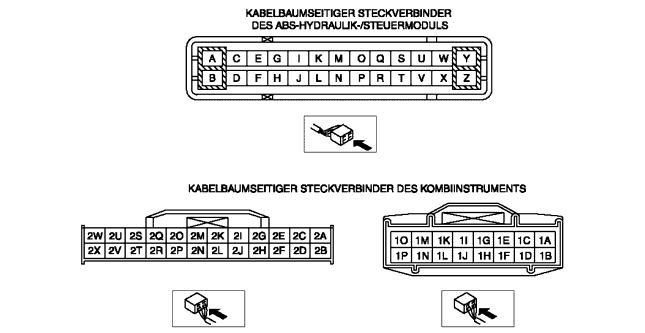 KABELBAUMSEITIGER STECKVERBINDER
DES ABS-HYDRAULIK-/STEUERMODULS
A C E G I K M O Q S U W Y
B D F H J L N P R T V X Z
KABELBAUMSEITIGER STECKVERBINDER DES KOMBIINSTRUMENTS
2W 2U 2S 2Q 2O 2M 2K 2I 2G 2E 2C 2A
2X 2V 2T 2R 2P 2N 2L 2J 2H 2F 2D 2B
1O 1M 1K 1I 1G 1E 1C 1A
1P 1N 1L 1J 1H 1F 1D 1B